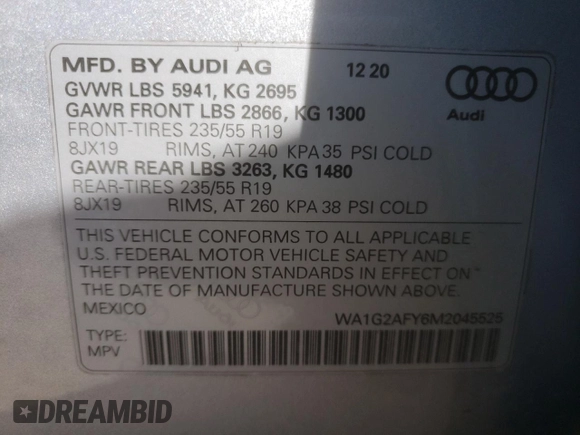 MFD. BY AUDI AG 12 20
GVWR LBS 5941, KG 2695
GAWR FRONT LBS 2866, KG 1300
FRONT-TIRES 235/55 R19
8JX19 RIMS, AT 240 KPA 35 PSI COLD
GAWR REAR LBS 3263, KG 1480
REAR-TIRES 235/55 R19
8JX19 RIMS, AT 260 KPA 38 PSI COLD
Audi
THIS VEHICLE CONFORMS TO ALL APPLICABLE
U.S. FEDERAL MOTOR VEHICLE SAFETY AND
THEFT PREVENTION STANDARDS IN EFFECT ON
THE DATE OF MANUFACTURE SHOWN ABOVE.
MEXICO
WA1G2AFY6M2045525
TYPE:
MPV
DREAMBID